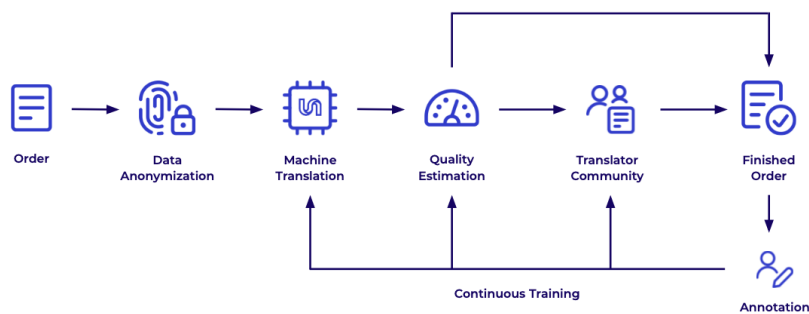 Order
Data
Anonymization
Machine
Translation
Quality
Estimation
Translator
Community
Finished
Order
Continuous Training
Annotation